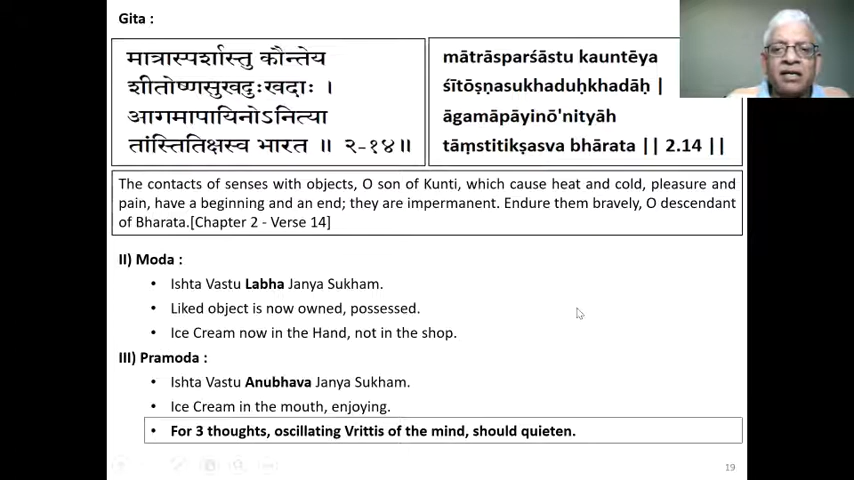 Gita :
मात्रास्पर्शास्तु कौन्तेय
शीतोष्णसुखदुःखदाः ।
आगमापायिनोऽनित्या
तांस्तितिक्षस्व भारत ॥ २-१४॥
mātrāsparśāstu kauntēya
śītōṣṇasukhaduḥkhadāḥ |
āgamāpāyinō'nityāh
tāṃstitikṣasva bhārata || 2.14 ||
The contacts of senses with objects, O son of Kunti, which cause heat and cold, pleasure and
pain, have a beginning and an end; they are impermanent. Endure them bravely, O descendant
of Bharata.[Chapter 2 - Verse 14]
II) Moda :
• Ishta Vastu Labha Janya Sukham.
• Liked object is now owned, possessed.
• Ice Cream now in the Hand, not in the shop.
III) Pramoda :
• Ishta Vastu Anubhava Janya Sukham.
• Ice Cream in the mouth, enjoying.
• For 3 thoughts, oscillating Vrittis of the mind, should quieten.
19